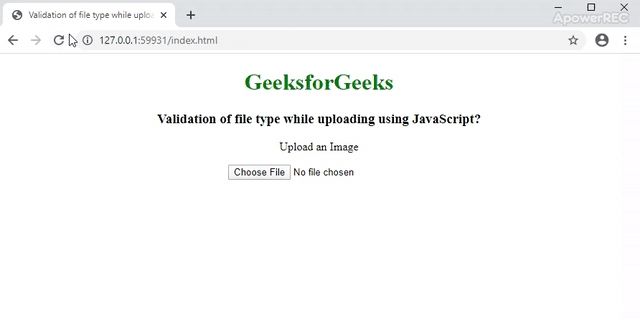 Validation of file type while uploa
ApowerREC
127.0.0.1:59931/index.html
GeeksforGeeks
Validation of file type while uploading using JavaScript?
Upload an Image
Choose File No file chosen